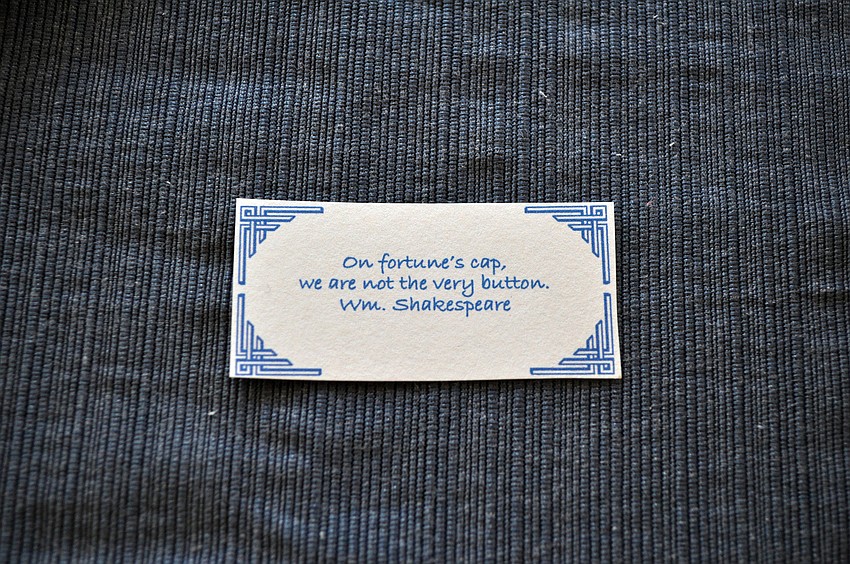 On fortune's cap,
we are not the very button.
Wm. Shakespeare